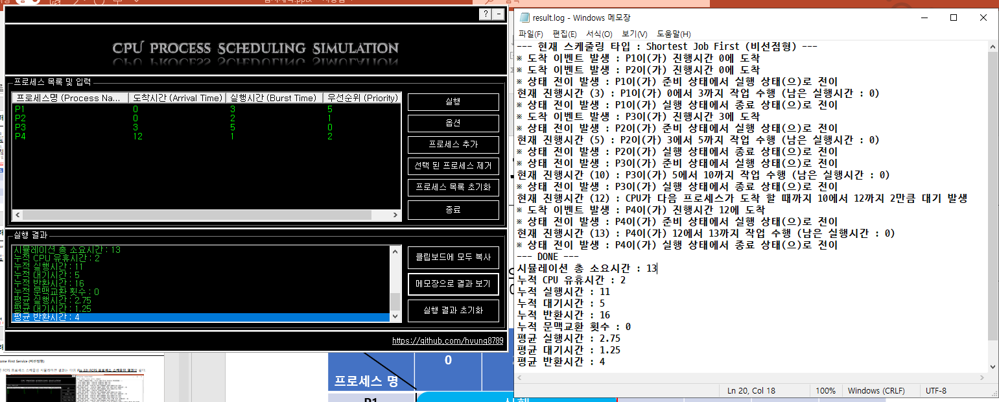 ? -
CPU PROCESS SCHEDULING SIMULATION
프로세스 목록 및 입력
프로세스명 (Process Na... 도착시간 (Arrival Time) 실행시간 (Burst Time) 우선순위 (Priority)
P1 0 3 5
P2 0 2 1
P3 3 5 0
P4 12 1 2
실행
옵션
프로세스 추가
선택 된 프로세스 제거
프로세스 목록 초기화
종료
실행 결과
시뮬레이션 총 소요시간 : 13
누적 CPU 유휴시간 : 2
누적 실행시간 : 11
누적 대기시간 : 5
누적 반환시간 : 16
누적 문맥교환 횟수 : 0
평균 실행시간 : 2.75
평균 대기시간 : 1.25
평균 반환시간 : 4
클립보드에 모두 복사
메모장으로 결과 보기
실행 결과 초기화
https://github.com/hyung8789
result.log - Windows 메모장
파일(F) 편집(E) 서식(O) 보기(V) 도움말(H)
--- 현재 스케줄링 타입 : Shortest Job First (비선점형) ---
※ 도착 이벤트 발생 : P1이(가) 진행시간 0에 도착
※ 도착 이벤트 발생 : P2이(가) 진행시간 0에 도착
※ 상태 전이 발생 : P1이(가) 준비 상태에서 실행 상태(으)로 전이
현재 진행시간 (3) : P1이(가) 0에서 3까지 작업 수행 (남은 실행시간 : 0)
※ 상태 전이 발생 : P1이(가) 실행 상태에서 종료 상태(으)로 전이
※ 도착 이벤트 발생 : P3이(가) 진행시간 3에 도착
※ 상태 전이 발생 : P2이(가) 준비 상태에서 실행 상태(으)로 전이
현재 진행시간 (5) : P2이(가) 3에서 5까지 작업 수행 (남은 실행시간 : 0)
※ 상태 전이 발생 : P2이(가) 실행 상태에서 종료 상태(으)로 전이
※ 상태 전이 발생 : P3이(가) 준비 상태에서 실행 상태(으)로 전이
현재 진행시간 (10) : P3이(가) 5에서 10까지 작업 수행 (남은 실행시간 : 0)
※ 상태 전이 발생 : P3이(가) 실행 상태에서 종료 상태(으)로 전이
현재 진행시간 (12) : CPU가 다음 프로세스가 도착 할 때까지 10에서 12까지 2만큼 대기 발생
※ 도착 이벤트 발생 : P4이(가) 진행시간 12에 도착
※ 상태 전이 발생 : P4이(가) 준비 상태에서 실행 상태(으)로 전이
현재 진행시간 (13) : P4이(가) 12에서 13까지 작업 수행 (남은 실행시간 : 0)
※ 상태 전이 발생 : P4이(가) 실행 상태에서 종료 상태(으)로 전이
--- DONE ---
시뮬레이션 총 소요시간 : 13
누적 CPU 유휴시간 : 2
누적 실행시간 : 11
누적 대기시간 : 5
누적 반환시간 : 16
누적 문맥교환 횟수 : 0
평균 실행시간 : 2.75
평균 대기시간 : 1.25
평균 반환시간 : 4
Ln 20, Col 18 100% Windows (CRLF) UTF-8
ome First Service (비선점형)
0
프로세스 명
P1
실행